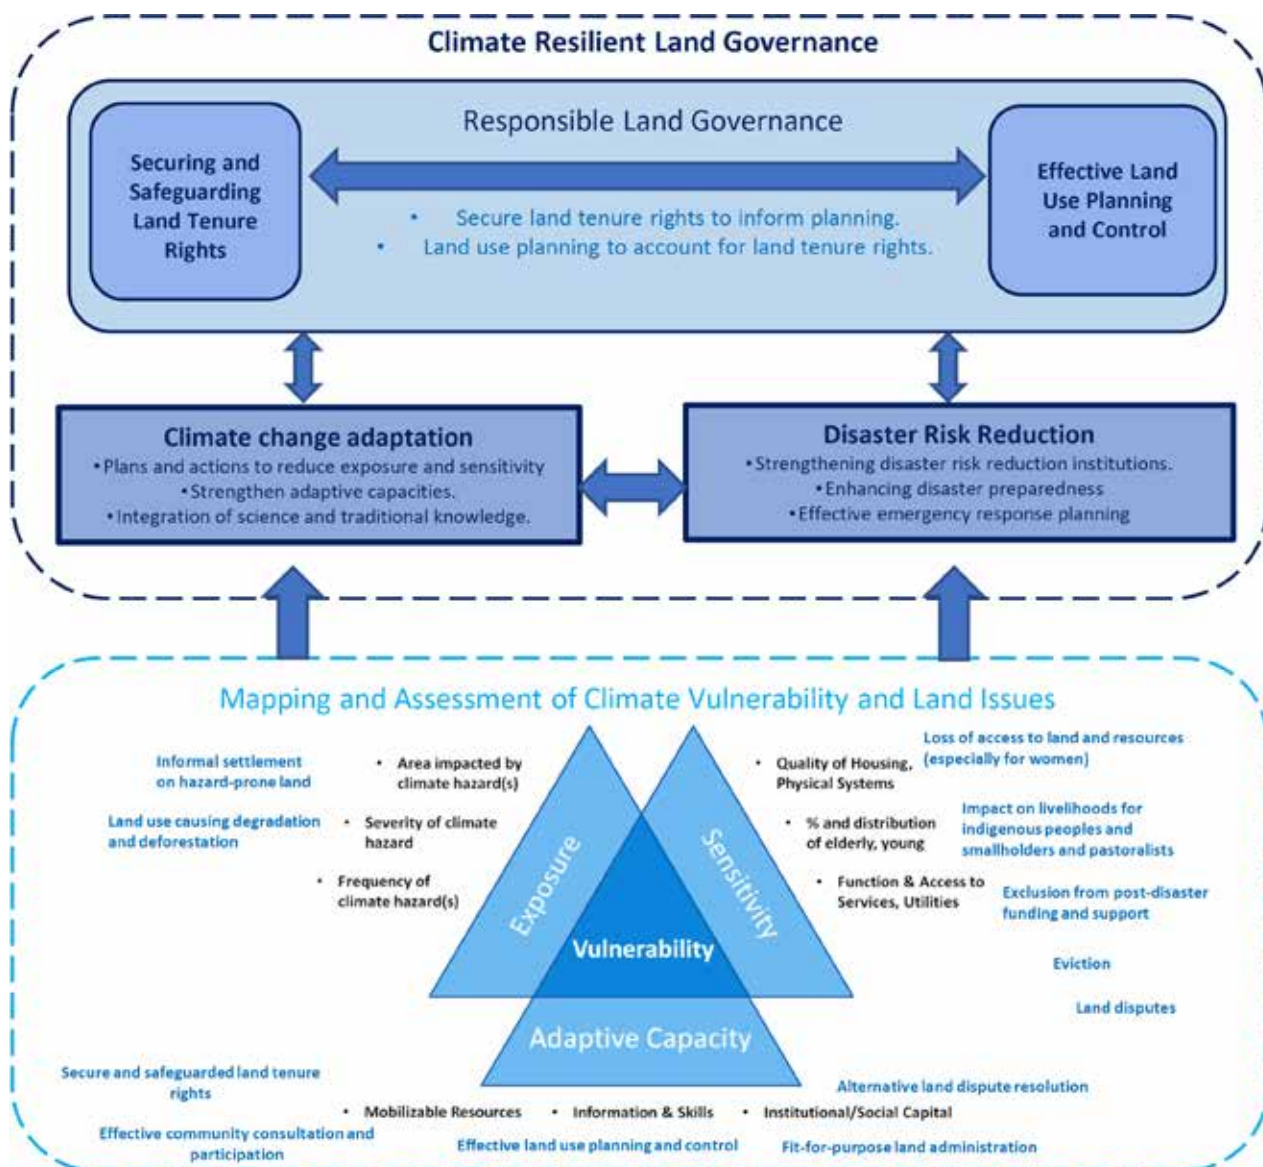 Climate Resilient Land Governance
Responsible Land Governance
Securing and
Safeguarding
Land Tenure
Rights
• Secure land tenure rights to inform planning.
• Land use planning to account for land tenure rights.
Effective Land
Use Planning
and Control
Climate change adaptation
• Plans and actions to reduce exposure and sensitivity
• Strengthen adaptive capacities.
• Integration of science and traditional knowledge.
Disaster Risk Reduction
• Strengthening disaster risk reduction institutions.
• Enhancing disaster preparedness
• Effective emergency response planning
Mapping and Assessment of Climate Vulnerability and Land Issues
Informal settlement
on hazard-prone land
Land use causing degradation
and deforestation
• Area impacted by
climate hazard(s)
• Severity of climate
hazard
• Frequency of
climate hazard(s)
Exposure
Sensitivity
Vulnerability
Adaptive Capacity
• Quality of Housing,
Physical Systems
• % and distribution
of elderly, young
• Function & Access to
Services, Utilities
Loss of access to land and resources
(especially for women)
Impact on livelihoods for
indigenous peoples and
smallholders and pastoralists
Exclusion from post-disaster
funding and support
Eviction
Land disputes
Secure and safeguarded land tenure
rights
Alternative land dispute resolution
• Mobilizable Resources • Information & Skills • Institutional/Social Capital
Effective community consultation and
participation
Effective land use planning and control
Fit-for-purpose land administration